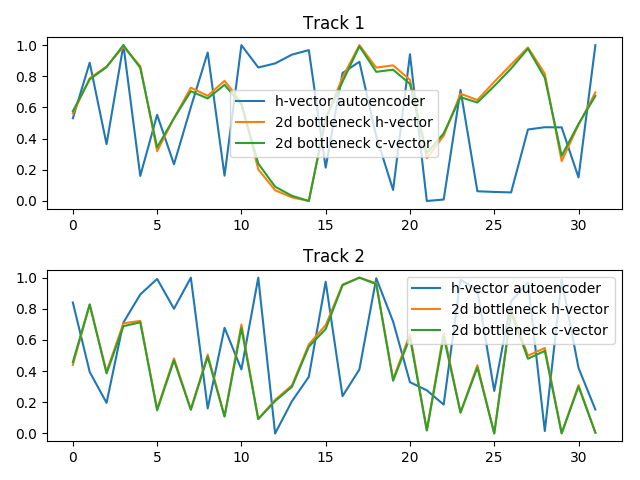 Track 1
1.0
0.8
0.6
0.4
0.2
0.0
h-vector autoencoder
2d bottleneck h-vector
2d bottleneck c-vector
0 5 10 15 20 25 30
Track 2
1.0
0.8
0.6
0.4
0.2
0.0
h-vector autoencoder
2d bottleneck h-vector
2d bottleneck c-vector
0 5 10 15 20 25 30